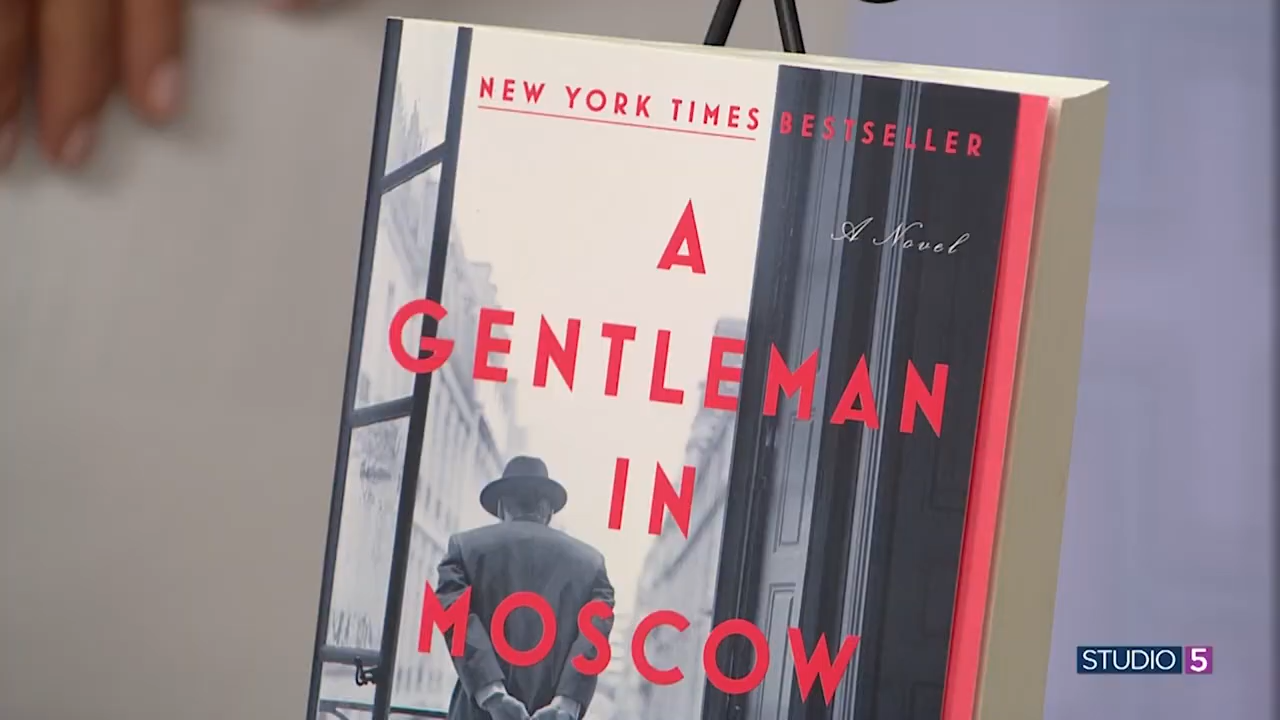 NEW YORK TIMES BESTSELLER
A Novel
A
GENTLEMAN
IN
MOSCOW
STUDIO 5